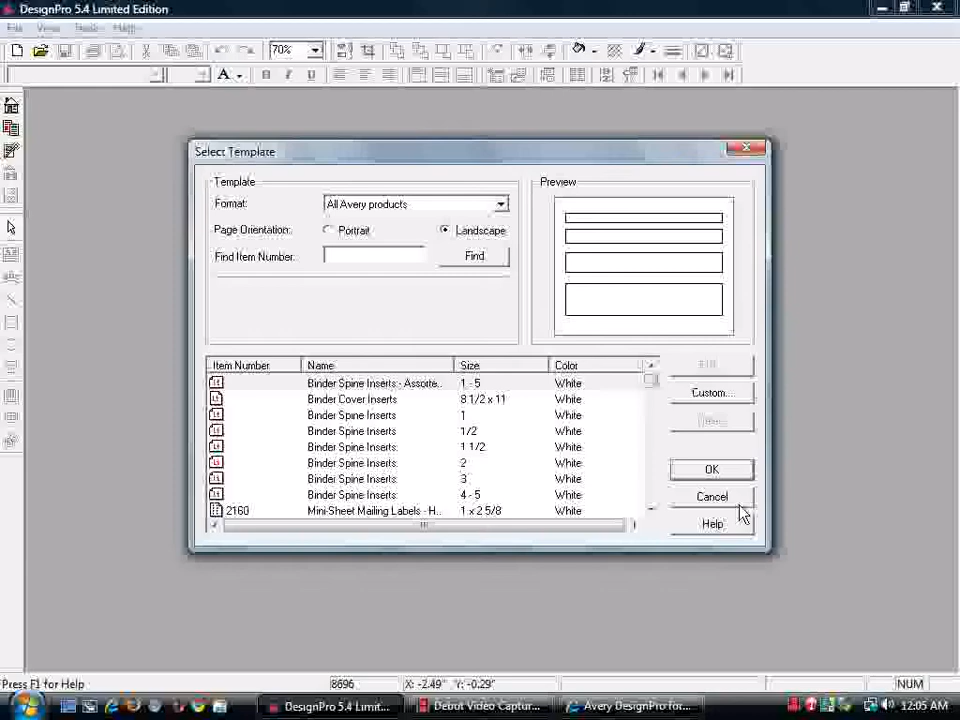 DesignPro 5.4 Limited Edition
File View Tools Help
70%
A B I U
Select Template
Template
Preview
Format:
All Avery products
Page Orientation:
Portrait
Landscape
Find Item Number:
Find
Item Number Name Size Color
Binder Spine Inserts - Assorte.. 1 - 5 White
Binder Cover Inserts 8 1/2 x 11 White
Binder Spine Inserts 1 White
Binder Spine Inserts 1/2 White
Binder Spine Inserts 1 1/2 White
Binder Spine Inserts 2 White
Binder Spine Inserts 3 White
Binder Spine Inserts 4 - 5 White
2160 Mini-Sheet Mailing Labels - H... 1 x 2 5/8 White
Custom...
OK
Cancel
Help
Press F1 for Help
8696
X: -2.49" Y: -0.29"
NUM
DesignPro 5.4 Limit...
Debut Video Captur...
Avery DesignPro for...
12:05 AM